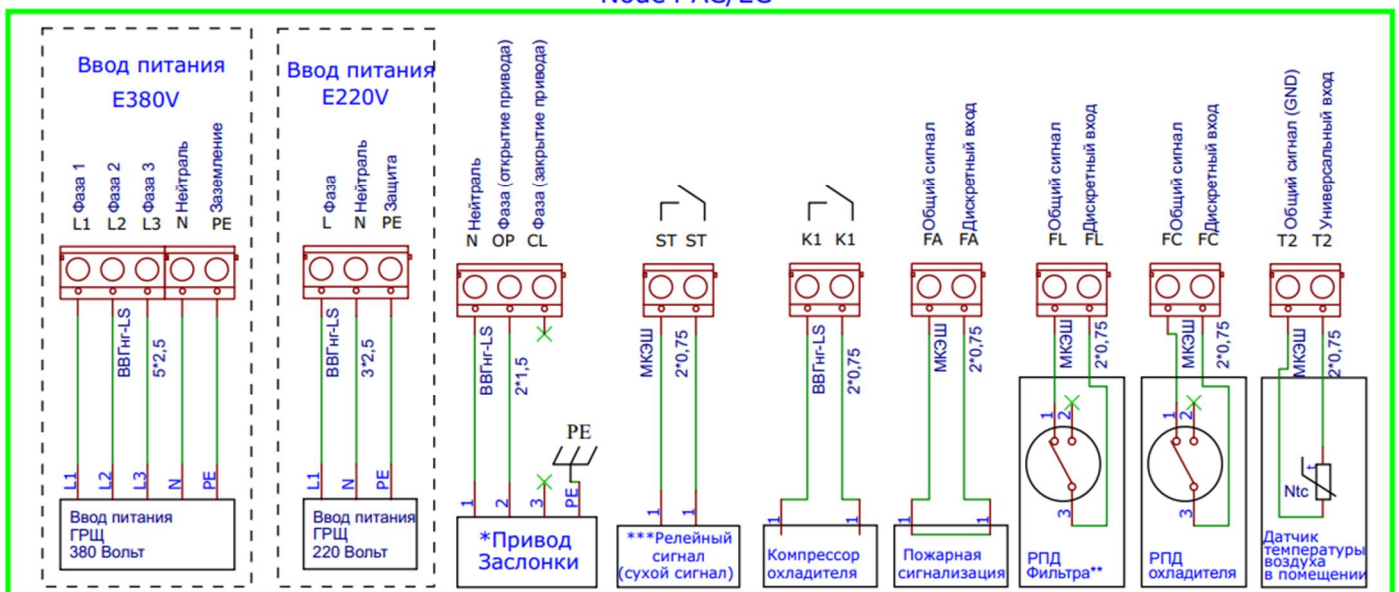 Ввод питания
E380V
Фаза 1
Фаза 2
Фаза 3
Нейтраль
Заземление
L1 L2 L3 N PE
ВВГнг-LS
5*2,5
L1 L2 L3 N PE
Ввод питания
ГРЩ
380 Вольт
Ввод питания
E220V
Фаза
Нейтраль
Защита
L N PE
ВВГнг-LS
3*2,5
L1 N PE
Ввод питания
ГРЩ
220 Вольт
Нейтраль
Фаза (открытие привода)
Фаза (закрытие привода)
N OP CL
ВВГнг-LS
2*1,5
PE
1 2 3 PE
*Привод
Заслонки
ST ST
МКЭШ
2*0,75
1 1
***Релейный
сигнал
(сухой сигнал)
K1 K1
ВВГнг-LS
2*0,75
1 1
Компрессор
охладителя
Общий сигнал
Дискретный вход
FA FA
МКЭШ
2*0,75
1 1
Пожарная
сигнализация
Общий сигнал
Дискретный вход
FL FL
МКЭШ
2*0,75
1 2
3
РПД
Фильтра**
Общий сигнал
Дискретный вход
FC FC
МКЭШ
2*0,75
1 2
3
РПД
охладителя
Общий сигнал (GND)
Универсальный вход
T2 T2
МКЭШ
2*0,75
t
Ntc
Датчик
температуры
воздуха
в помещении